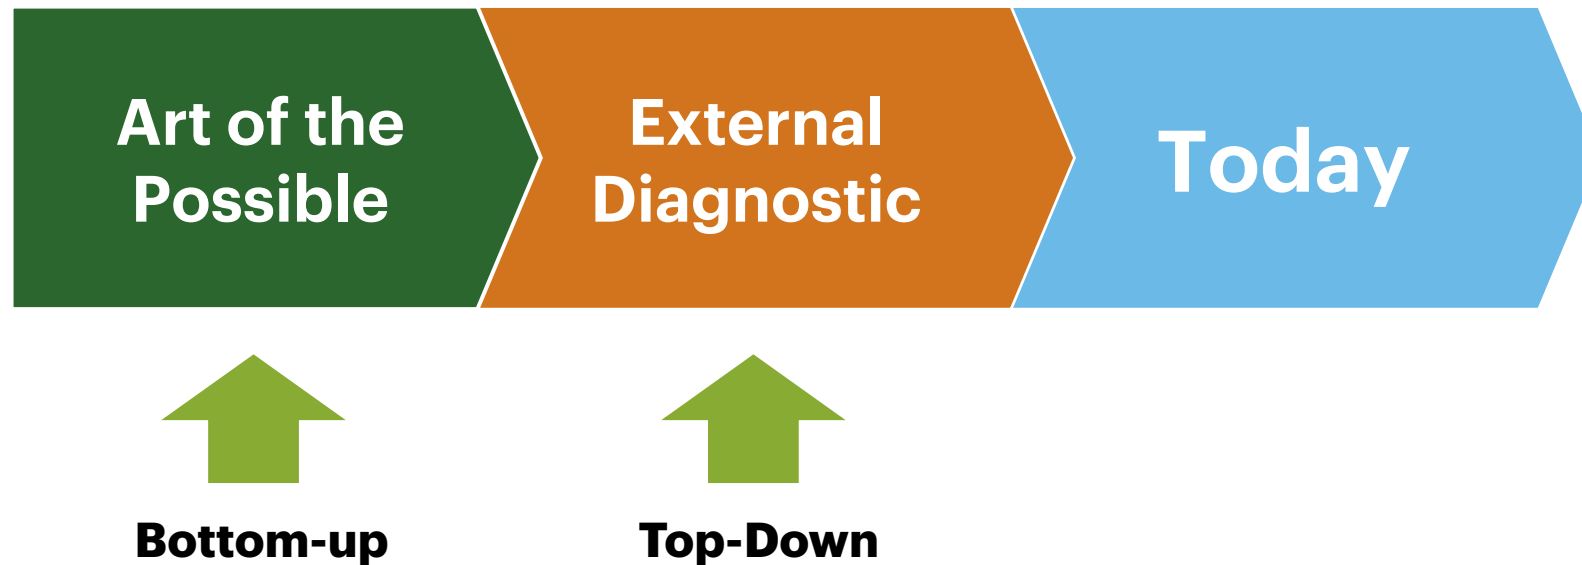 Art of the
Possible
External
Diagnostic
Today
Bottom-up
Top-Down